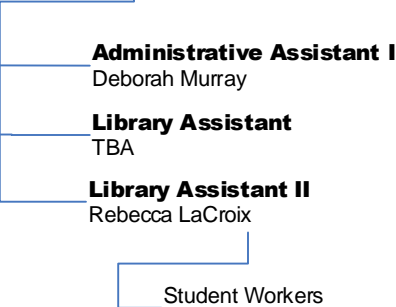 Administrative Assistant I
Deborah Murray
Library Assistant
TBA
Library Assistant II
Rebecca LaCroix
Student Workers